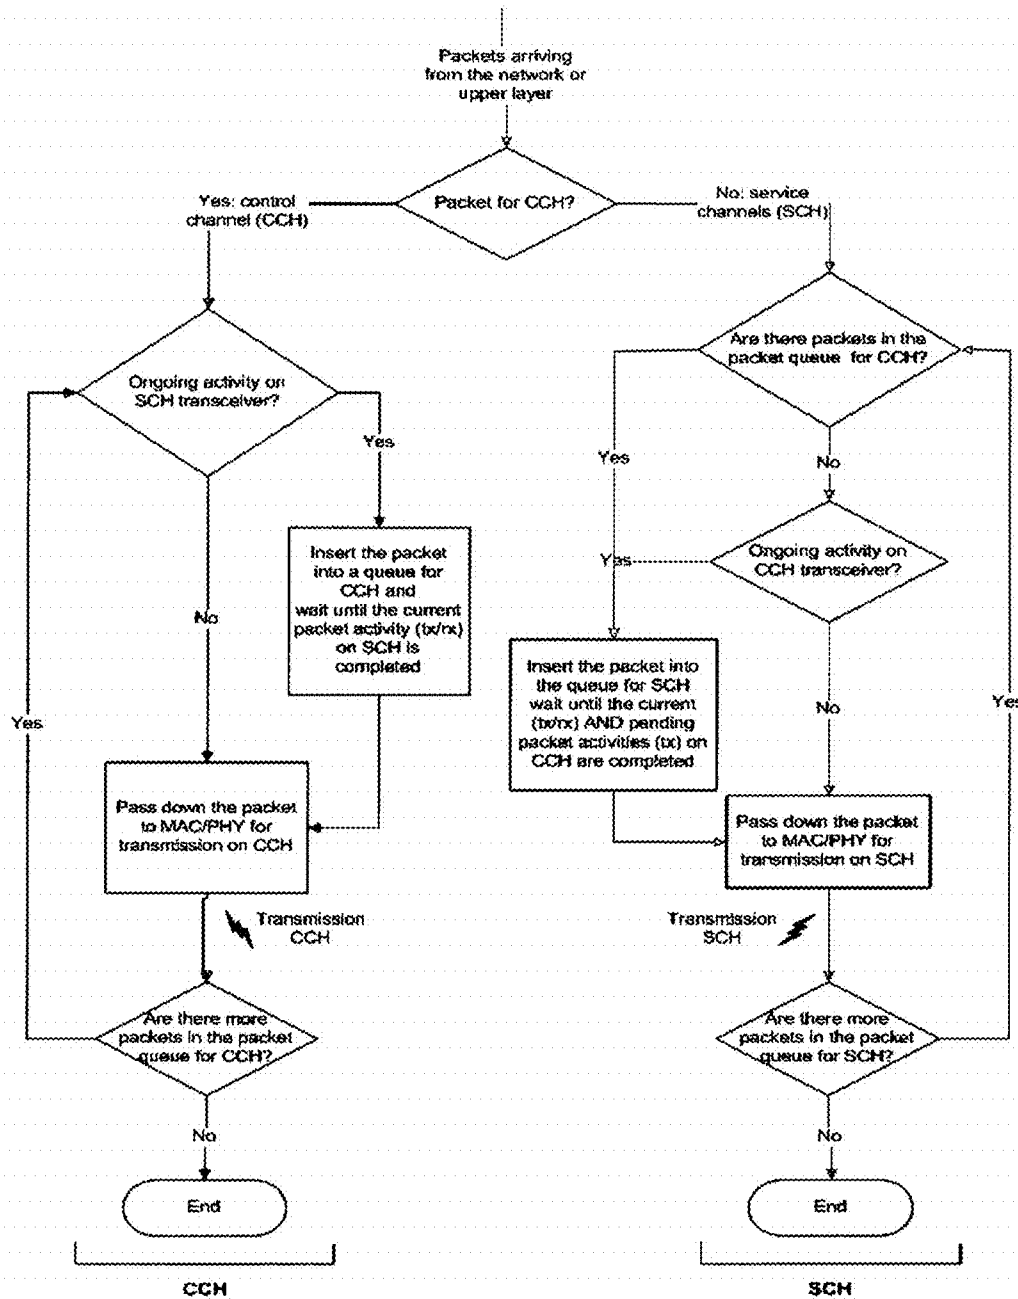 Packets arriving
from the network or
upper layer
Packet for CCH?
Yes: control
channel (CCH)
No: service
channels (SCH)
Ongoing activity on
SCH transceiver?
Yes
No
Insert the packet
into a queue for
CCH and
wait until the current
packet activity (tx/rx)
on SCH is
completed
Yes
Pass down the packet
to MAC/PHY for
transmission on CCH
Transmission
CCH
Are there more
packets in the packet
queue for CCH?
No
End
CCH
Are there packets in the
packet queue for CCH?
Yes
No
Ongoing activity on
CCH transceiver?
Yes
No
Insert the packet into
the queue for SCH
wait until the current
(tx/rx) AND pending
packet activities (tx) on
CCH are completed
Pass down the packet
to MAC/PHY for
transmission on SCH
Transmission
SCH
Yes
Are there more
packets in the packet
queue for SCH?
No
End
SCH